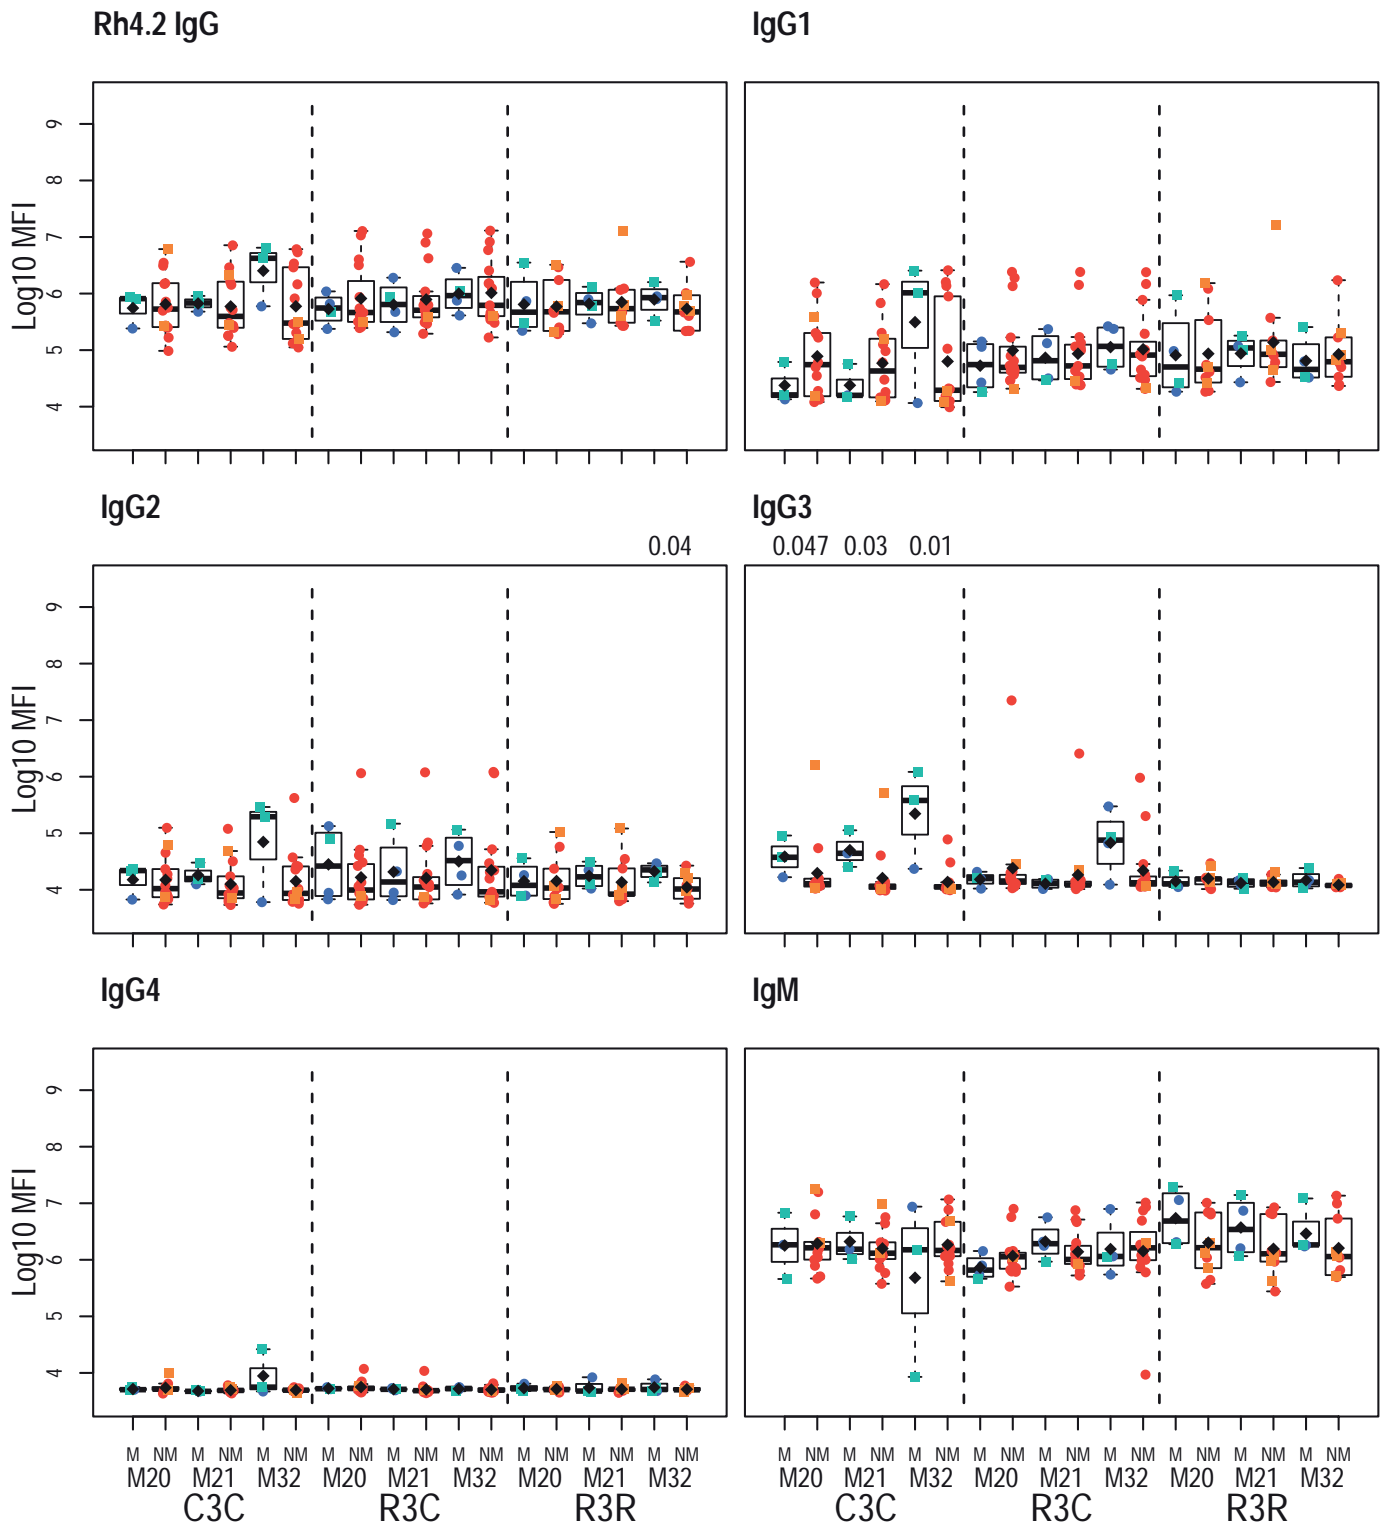 Rh4.2 IgG IgG1
Log10 MFI
9
8
7
6
5
4
IgG2 IgG3
0.04 0.047 0.03 0.01
Log10 MFI
9
8
7
6
5
4
IgG4 IgM
Log10 MFI
9
8
7
6
5
4
M NM M NM M NM M NM M NM M NM M NM M NM M NM M NM M NM M NM M NM M NM M NM M NM M NM M NM
M20 M21 M32 M20 M21 M32 M20 M21 M32 M20 M21 M32 M20 M21 M32 M20 M21 M32
C3C R3C R3R C3C R3C R3R